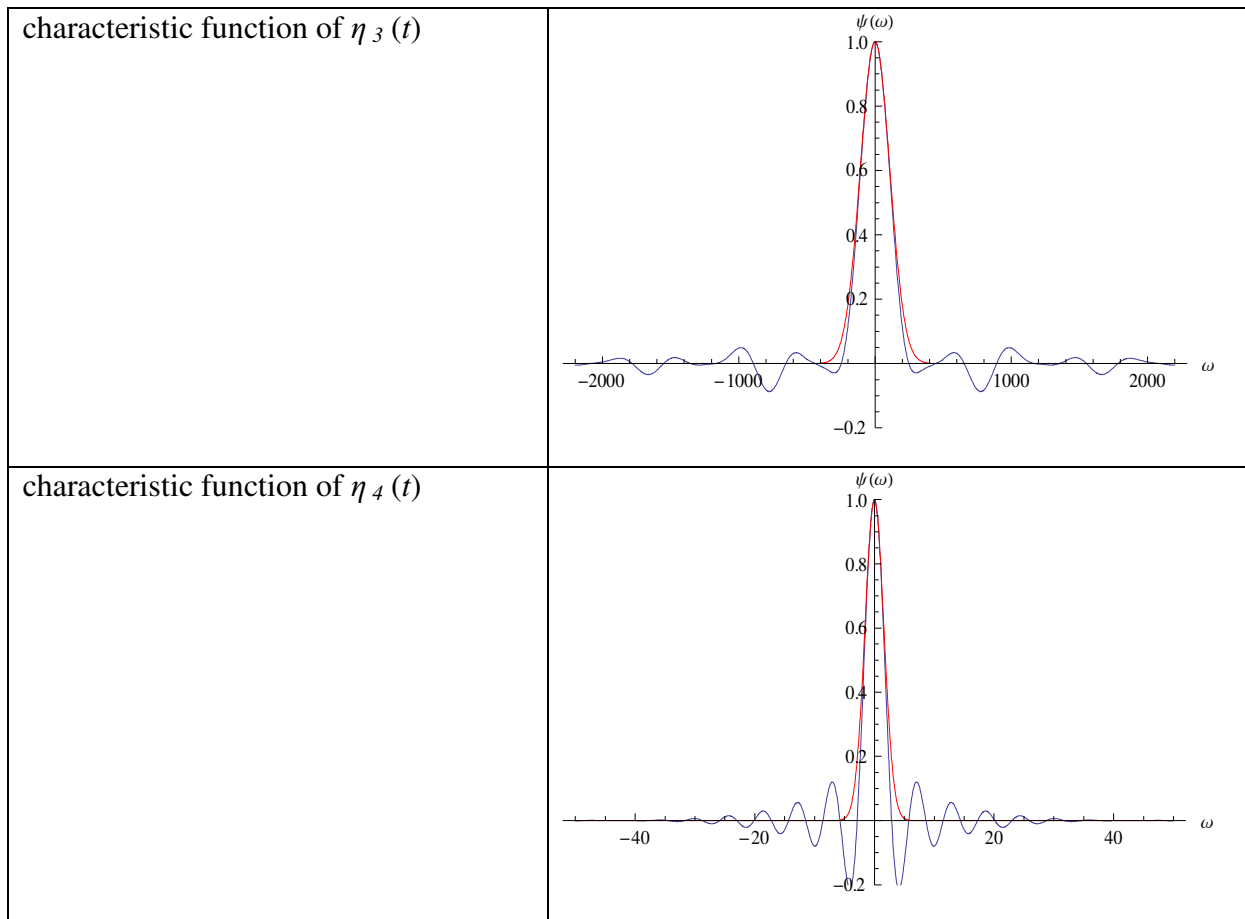 characteristic function of η 3 (t)
ψ(ω)
1.0
0.8
0.6
0.4
0.2
−2000 −1000 1000 2000 ω
−0.2
characteristic function of η 4 (t)
ψ(ω)
1.0
0.8
0.6
0.4
0.2
−40 −20 20 40 ω
−0.2